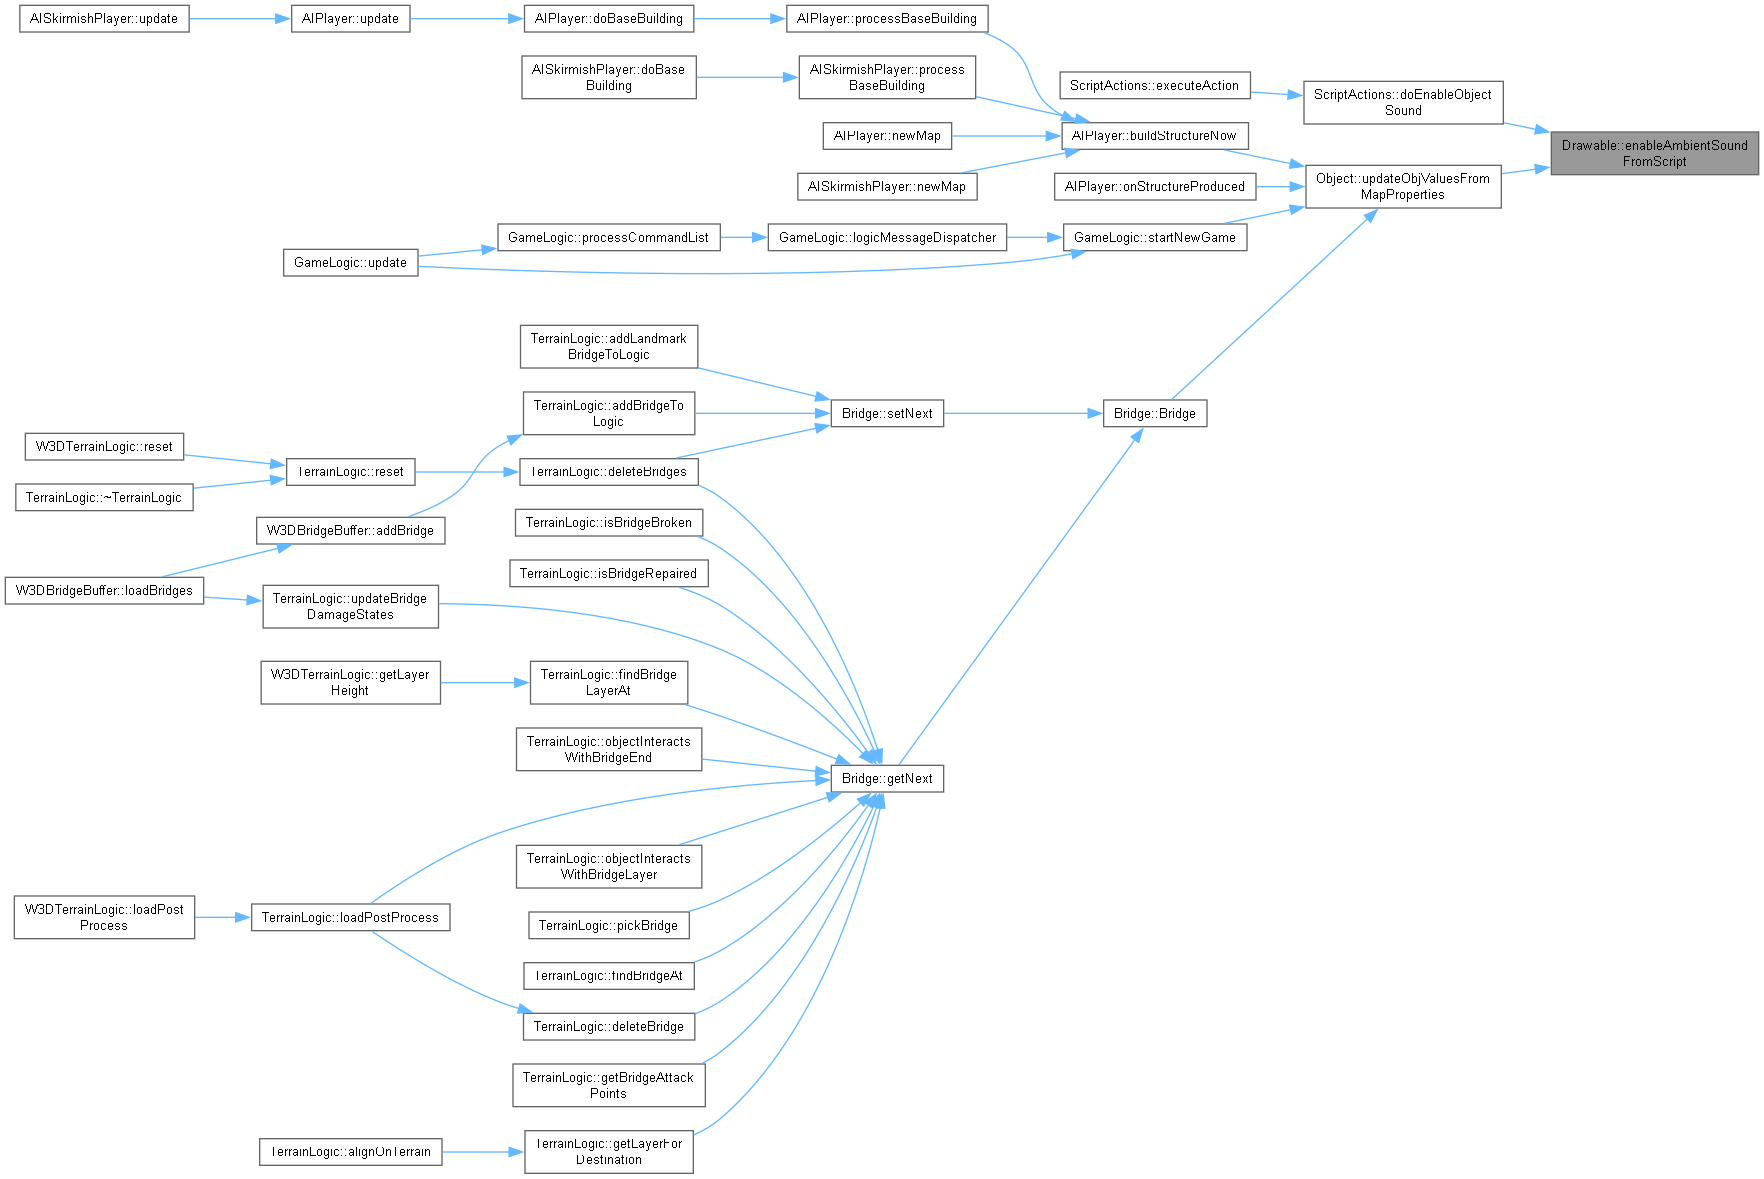 AISkirmishPlayer::update
AIPlayer::update
AIPlayer::doBaseBuilding
AIPlayer::processBaseBuilding
AISkirmishPlayer::doBase
Building
AISkirmishPlayer::process
BaseBuilding
ScriptActions::executeAction
ScriptActions::doEnableObject
Sound
AIPlayer::newMap
AIPlayer::buildStructureNow
Drawable::enableAmbientSound
FromScript
AISkirmishPlayer::newMap
AIPlayer::onStructureProduced
Object::updateObjValuesFrom
MapProperties
GameLogic::update
GameLogic::processCommandList
GameLogic::logicMessageDispatcher
GameLogic::startNewGame
TerrainLogic::addLandmark
BridgeToLogic
TerrainLogic::addBridgeTo
Logic
Bridge::setNext
Bridge::Bridge
W3DTerrainLogic::reset
TerrainLogic::reset
TerrainLogic::deleteBridges
TerrainLogic::~TerrainLogic
W3DBridgeBuffer::addBridge
TerrainLogic::isBridgeBroken
TerrainLogic::isBridgeRepaired
W3DBridgeBuffer::loadBridges
TerrainLogic::updateBridge
DamageStates
W3DTerrainLogic::getLayer
Height
TerrainLogic::findBridge
LayerAt
TerrainLogic::objectInteracts
WithBridgeEnd
Bridge::getNext
TerrainLogic::objectInteracts
WithBridgeLayer
W3DTerrainLogic::loadPost
Process
TerrainLogic::loadPostProcess
TerrainLogic::pickBridge
TerrainLogic::findBridgeAt
TerrainLogic::deleteBridge
TerrainLogic::getBridgeAttack
Points
TerrainLogic::alignOnTerrain
TerrainLogic::getLayerFor
Destination